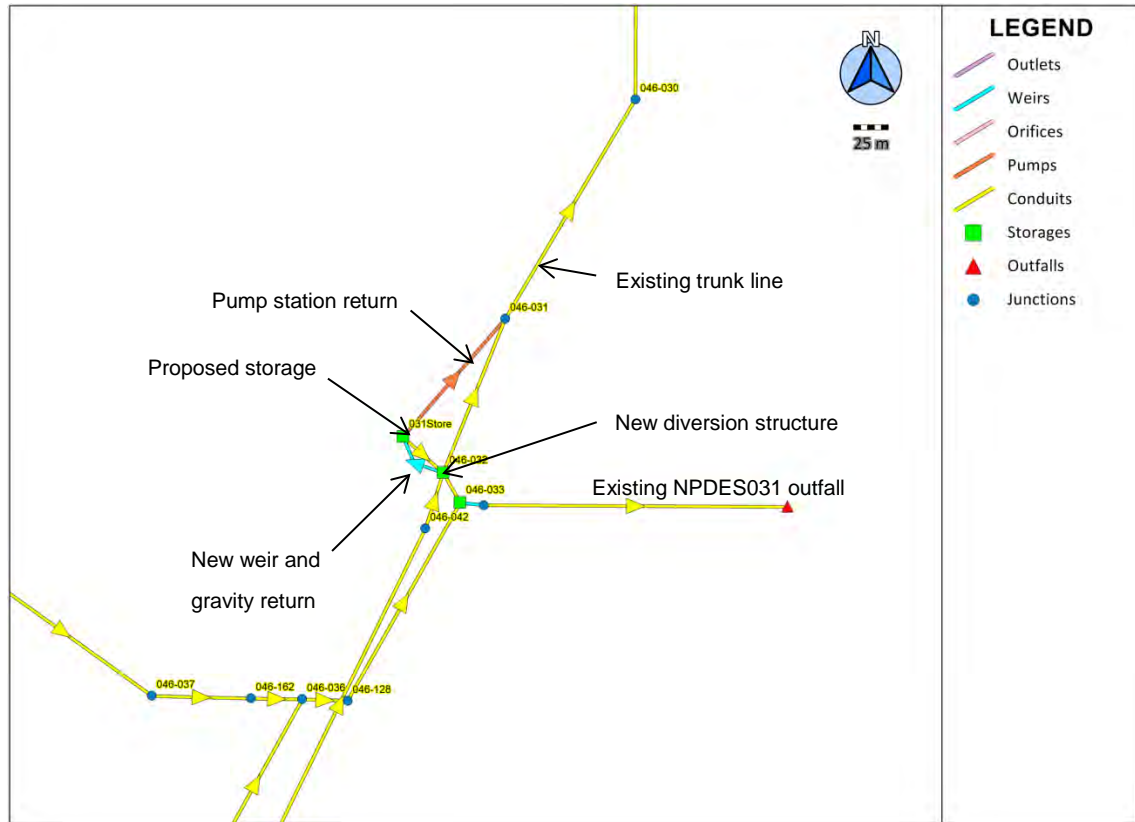 LEGEND
N
Outlets
Weirs
046-030
25 m
Orifices
Pumps
Conduits
Storages
Existing trunk line
Outfalls
Pump station return
Junctions
046-031
Proposed storage
031Store
New diversion structure
046-032
046-033
Existing NPDES031 outfall
046-042
New weir and
gravity return
046-037
046-162
046-036
046-128